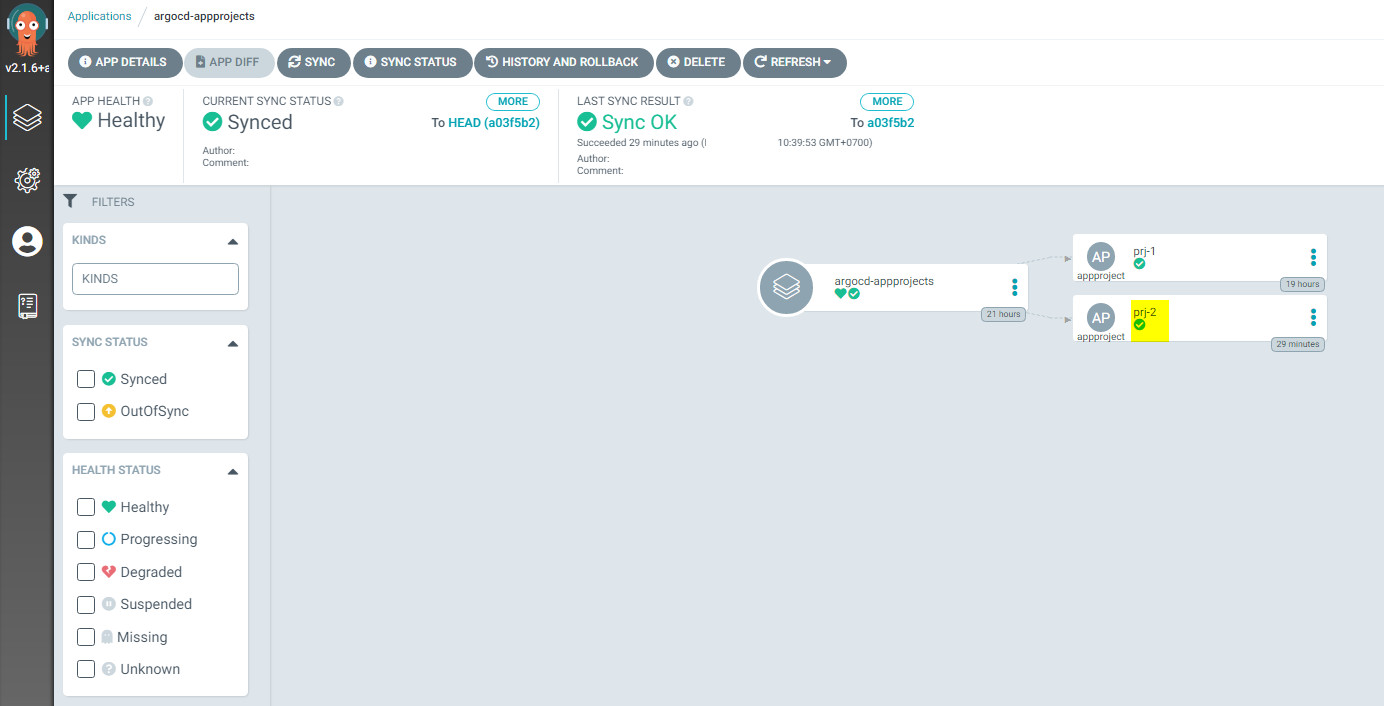 Applications / argocd-appprojects
v2.1.6+a
APP DETAILS
APP DIFF
SYNC
SYNC STATUS
HISTORY AND ROLLBACK
DELETE
REFRESH
APP HEALTH
Healthy
CURRENT SYNC STATUS
MORE
Synced
To HEAD (a03f5b2)
Author:
Comment:
LAST SYNC RESULT
MORE
Sync OK
To a03f5b2
Succeeded 29 minutes ago ( 10:39:53 GMT+0700)
Author:
Comment:
FILTERS
KINDS
KINDS
SYNC STATUS
Synced
OutOfSync
HEALTH STATUS
Healthy
Progressing
Degraded
Suspended
Missing
Unknown
argocd-appprojects
21 hours
AP
appproject
prj-1
19 hours
AP
appproject
prj-2
29 minutes